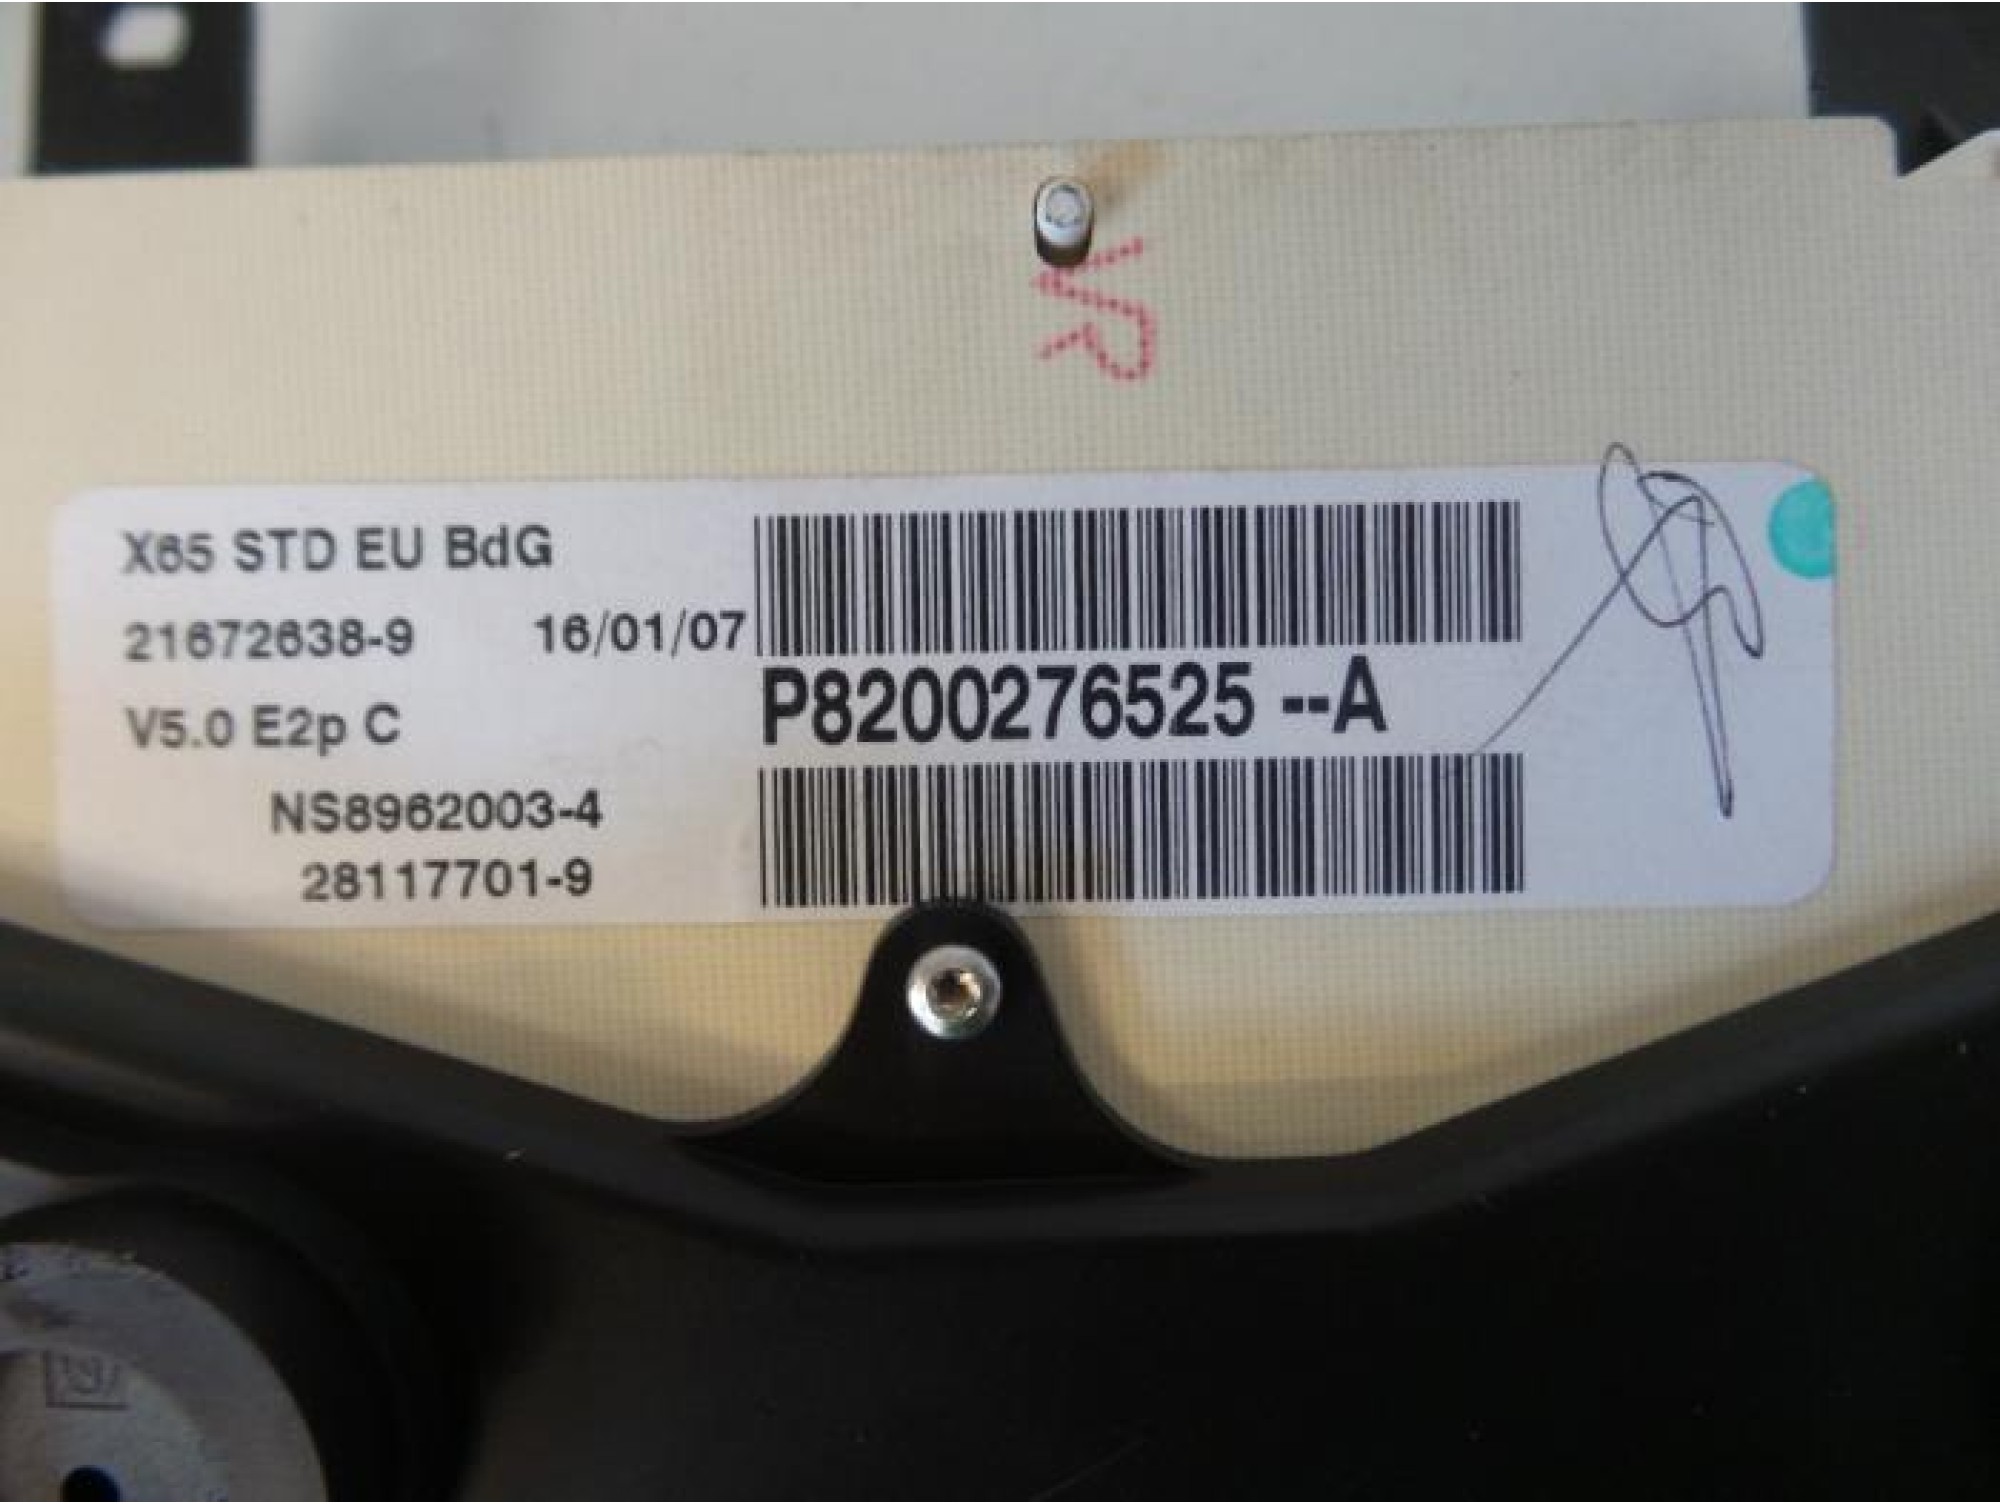 VR
X65 STD EU BdG
21672638-9 16/01/07
P8200276525 --A
V5.0 E2p C
NS8962003-4
28117701-9